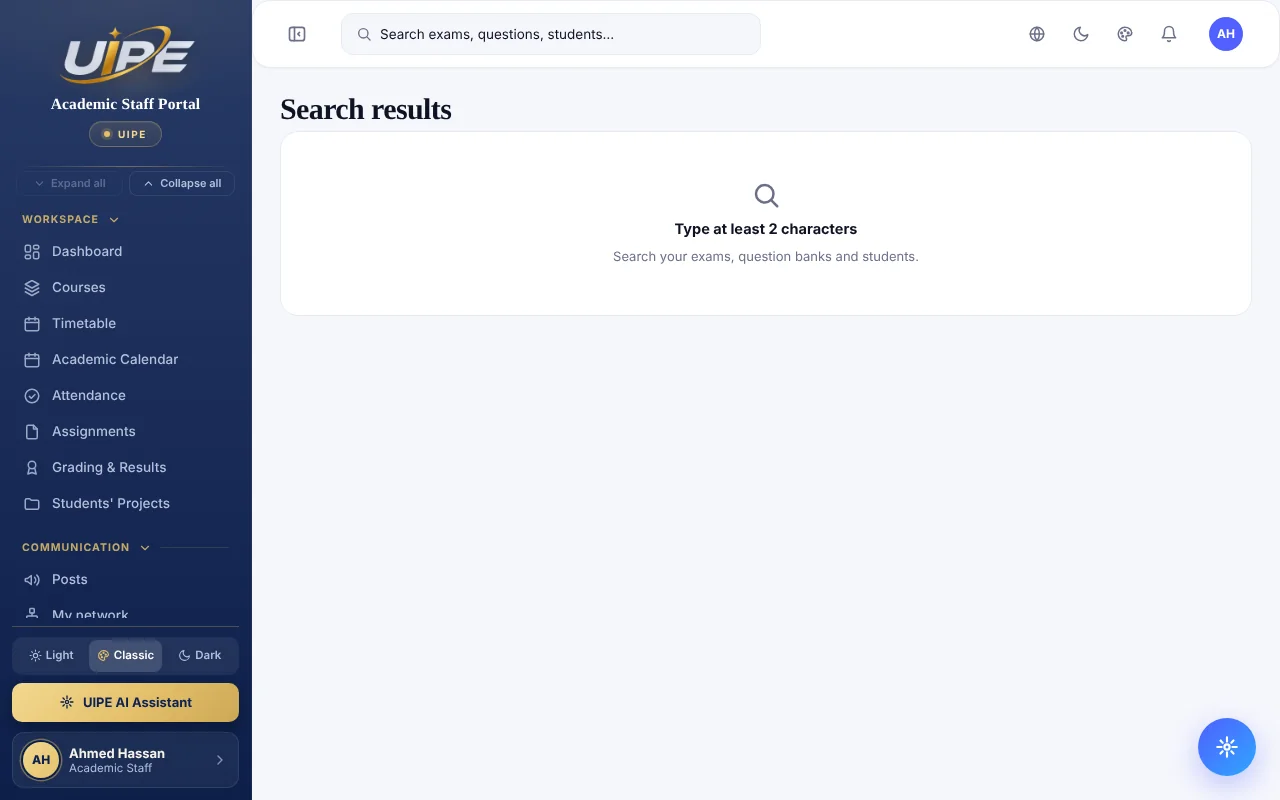 UiPE
Academic Staff Portal
UIPE
Expand all
Collapse all
WORKSPACE
Dashboard
Courses
Timetable
Academic Calendar
Attendance
Assignments
Grading & Results
Students' Projects
COMMUNICATION
Posts
My network
Light
Classic
Dark
UIPE AI Assistant
AH
Ahmed Hassan
Academic Staff
Search exams, questions, students...
AH
Search results
Type at least 2 characters
Search your exams, question banks and students.